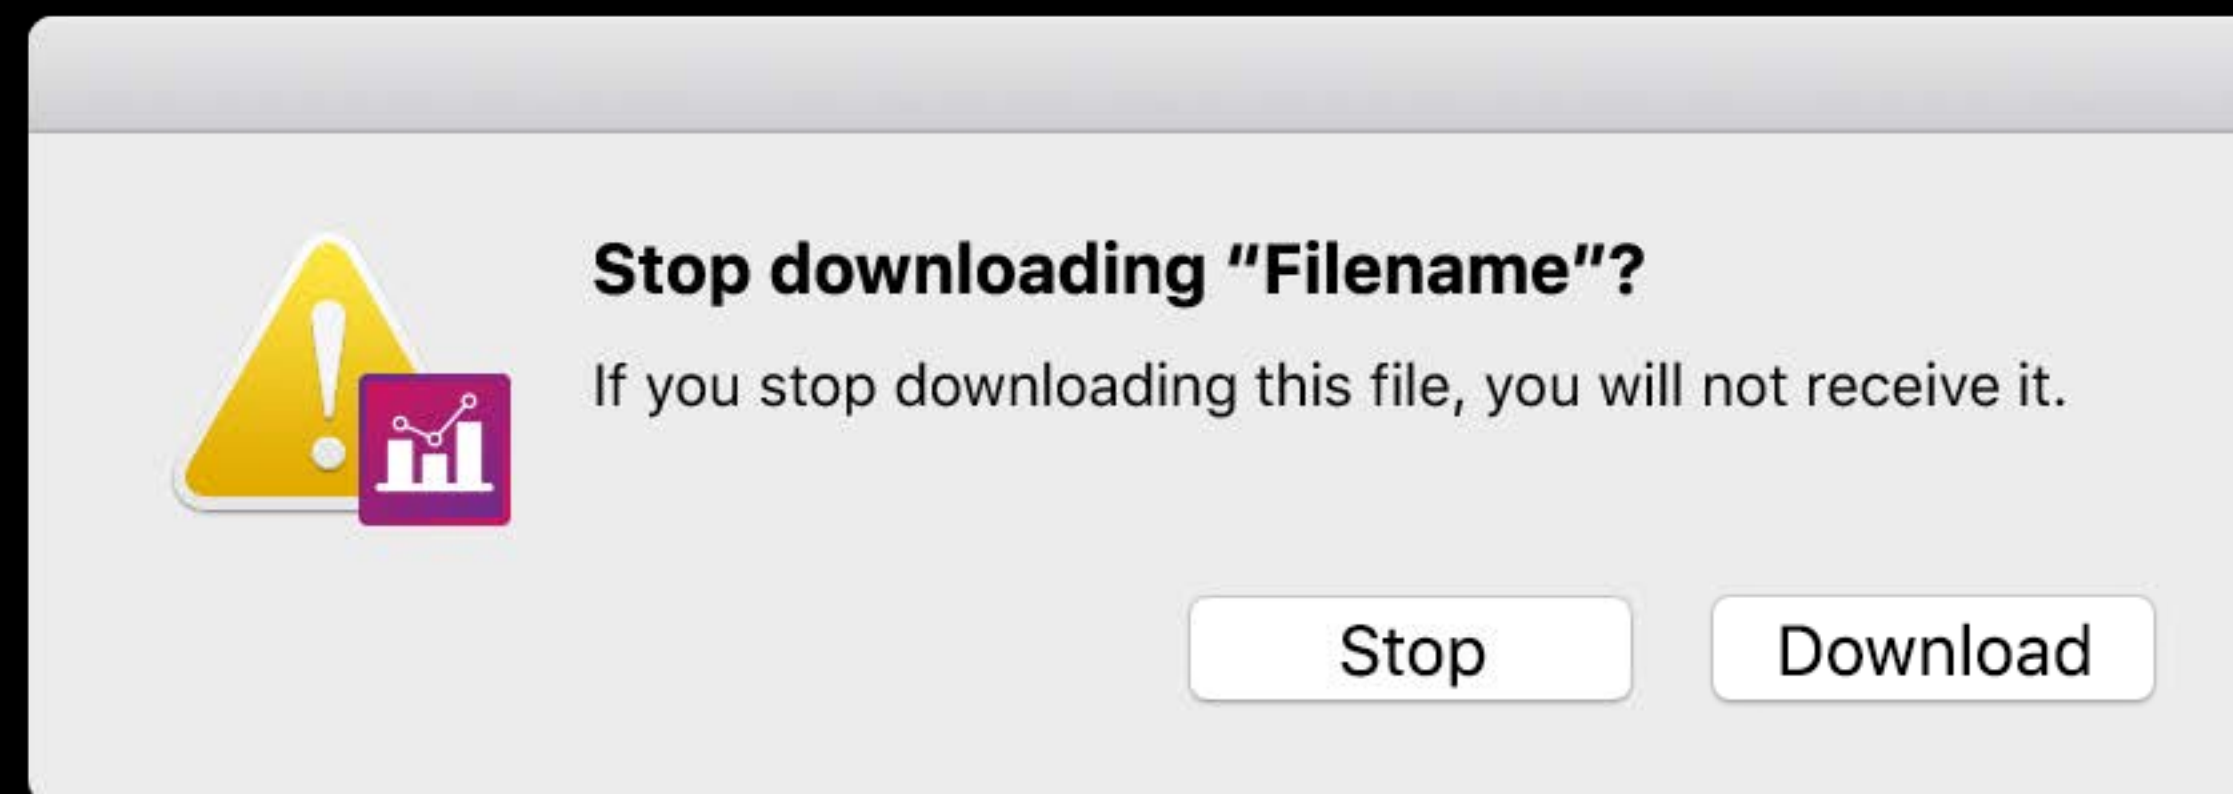 Stop downloading “Filename”?
If you stop downloading this file, you will not receive it.
Stop
Download